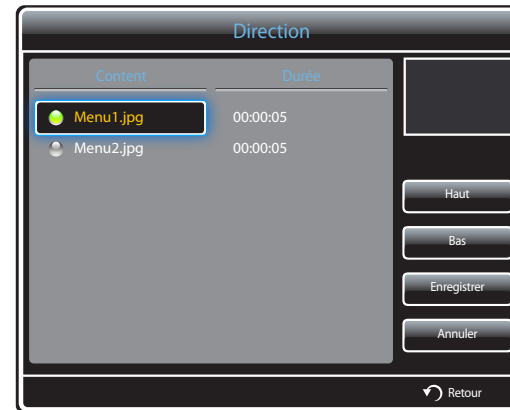 Direction
Content Durée
Menu1.jpg 00:00:05
Menu2.jpg 00:00:05
Haut
Bas
Enregistrer
Annuler
Retour